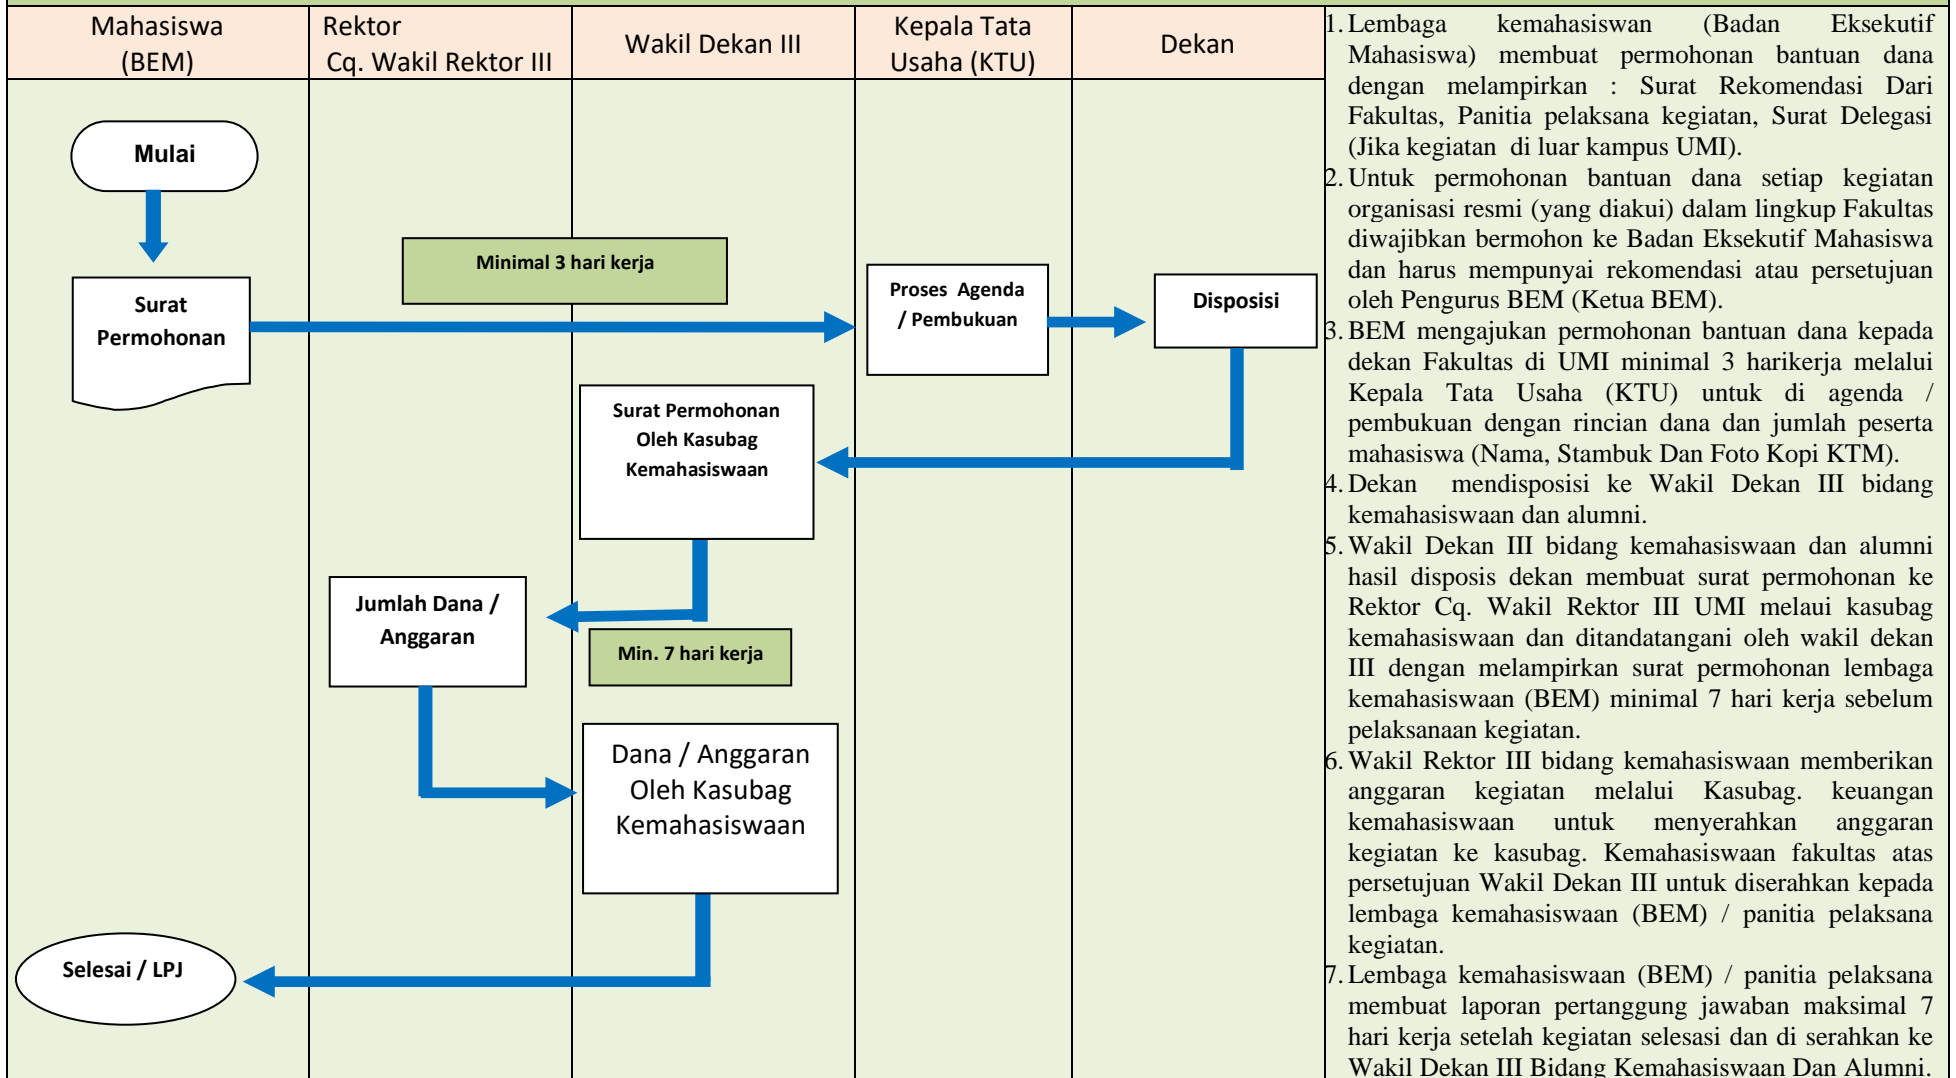 Mahasiswa
(BEM)
Rektor
Cq. Wakil Rektor III
Wakil Dekan III
Kepala Tata
Usaha (KTU)
Dekan
Mulai
Surat
Permohonan
Minimal 3 hari kerja
Proses Agenda
/ Pembukuan
Disposisi
Surat Permohonan
Oleh Kasubag
Kemahasiswaan
Jumlah Dana /
Anggaran
Min. 7 hari kerja
Dana / Anggaran
Oleh Kasubag
Kemahasiswaan
Selesai / LPJ
1. Lembaga kemahasiswan (Badan Eksekutif
Mahasiswa) membuat permohonan bantuan dana
dengan melampirkan : Surat Rekomendasi Dari
Fakultas, Panitia pelaksana kegiatan, Surat Delegasi
(Jika kegiatan di luar kampus UMI).
2. Untuk permohonan bantuan dana setiap kegiatan
organisasi resmi (yang diakui) dalam lingkup Fakultas
diwajibkan bermohon ke Badan Eksekutif Mahasiswa
dan harus mempunyai rekomendasi atau persetujuan
oleh Pengurus BEM (Ketua BEM).
3. BEM mengajukan permohonan bantuan dana kepada
dekan Fakultas di UMI minimal 3 harikerja melalui
Kepala Tata Usaha (KTU) untuk di agenda /
pembukuan dengan rincian dana dan jumlah peserta
mahasiswa (Nama, Stambuk Dan Foto Kopi KTM).
4. Dekan mendisposisi ke Wakil Dekan III bidang
kemahasiswaan dan alumni.
5. Wakil Dekan III bidang kemahasiswaan dan alumni
hasil disposis dekan membuat surat permohonan ke
Rektor Cq. Wakil Rektor III UMI melaui kasubag
kemahasiswaan dan ditandatangani oleh wakil dekan
III dengan melampirkan surat permohonan lembaga
kemahasiswaan (BEM) minimal 7 hari kerja sebelum
pelaksanaan kegiatan.
6. Wakil Rektor III bidang kemahasiswaan memberikan
anggaran kegiatan melalui Kasubag. keuangan
kemahasiswaan untuk menyerahkan anggaran
kegiatan ke kasubag. Kemahasiswaan fakultas atas
persetujuan Wakil Dekan III untuk diserahkan kepada
lembaga kemahasiswaan (BEM) / panitia pelaksana
kegiatan.
7. Lembaga kemahasiswaan (BEM) / panitia pelaksana
membuat laporan pertanggung jawaban maksimal 7
hari kerja setelah kegiatan selesasi dan di serahkan ke
Wakil Dekan III Bidang Kemahasiswaan Dan Alumni.